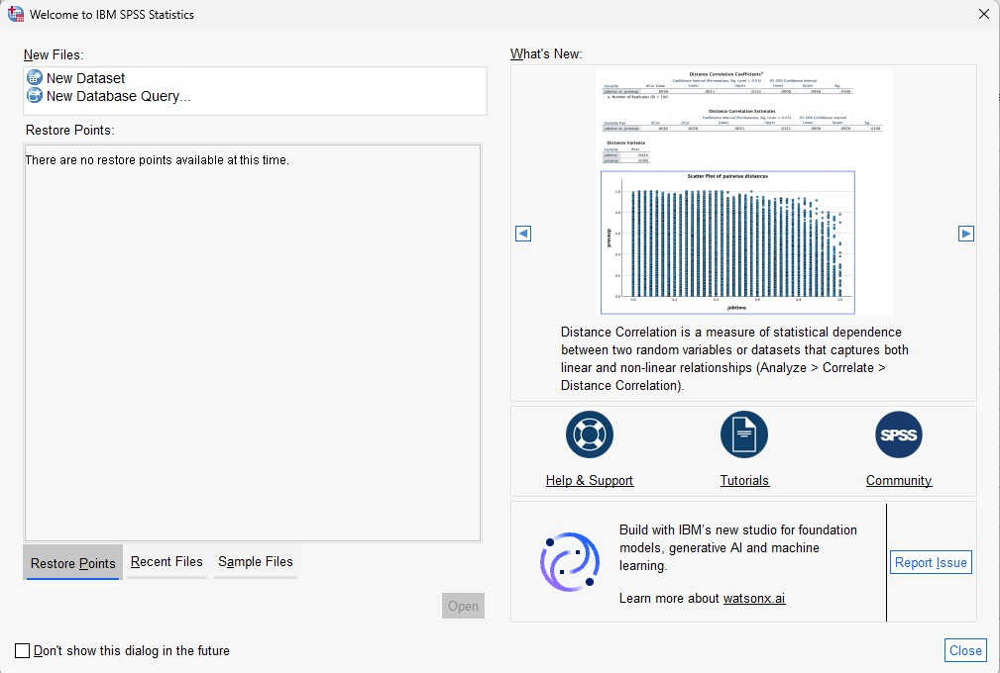 Welcome to IBM SPSS Statistics
New Files:
New Dataset
New Database Query...
Restore Points:
There are no restore points available at this time.
Restore Points
Recent Files
Sample Files
Open
Don't show this dialog in the future
What's New:
Distance Correlation Coefficients
Distance Correlation Estimates
Distance Variance
Scatter Plot of pairwise distances
prevexp
jobtime
Distance Correlation is a measure of statistical dependence
between two random variables or datasets that captures both
linear and non-linear relationships (Analyze > Correlate >
Distance Correlation).
SPSS
Help & Support
Tutorials
Community
Build with IBM's new studio for foundation
models, generative AI and machine
learning.
Learn more about watsonx.ai
Report Issue
Close